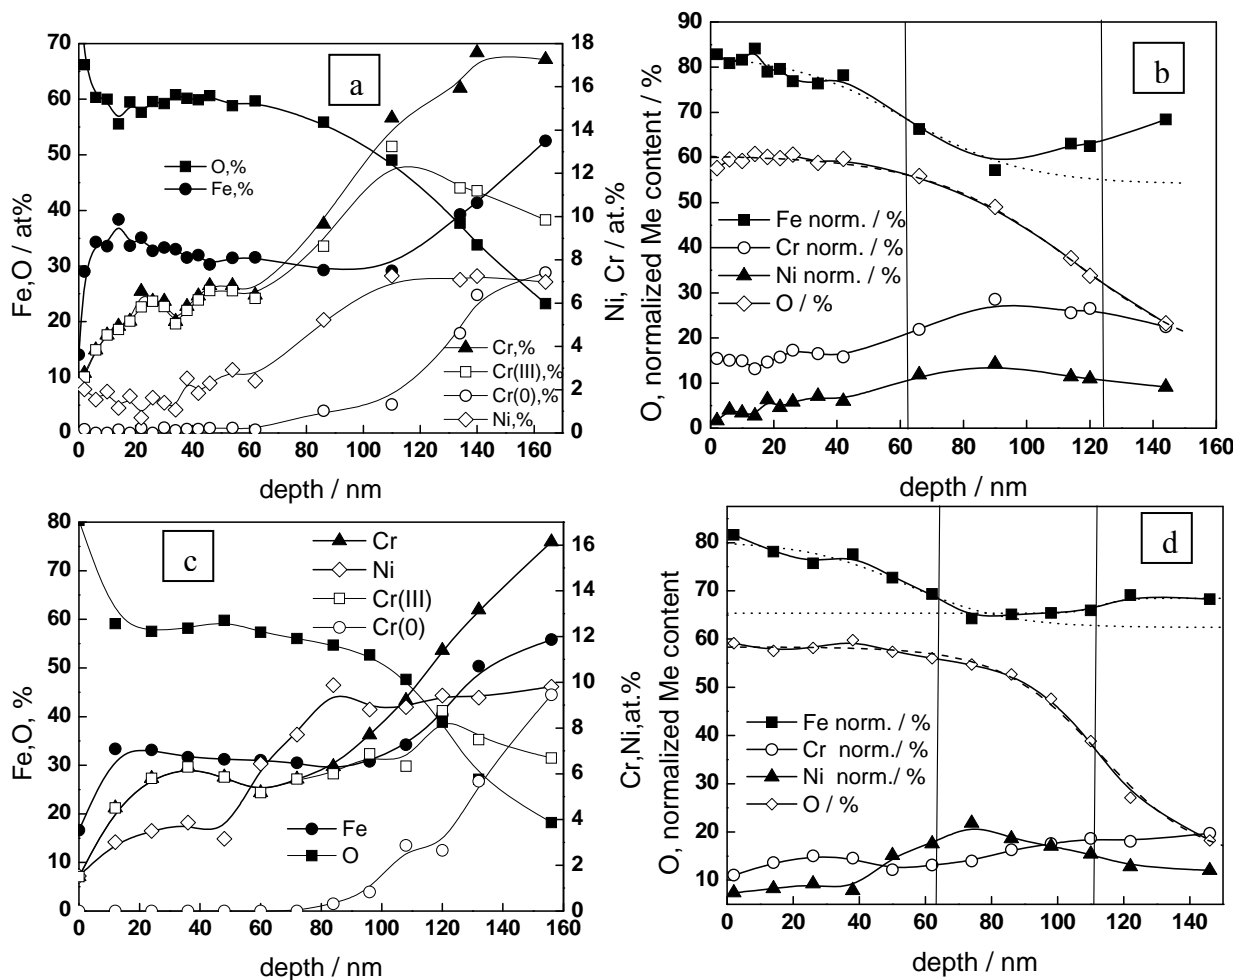 a
70
60
50
40
30
20
10
0
Fe,O / at%
O,%
Fe,%
Cr,%
Cr(III),%
Cr(0),%
Ni,%
18
16
14
12
10
8
6
4
2
0
Ni, Cr / at.%
0 20 40 60 80 100 120 140 160
depth / nm
b
90
80
70
60
50
40
30
20
10
0
O, normalized Me content / %
Fe norm. / %
Cr norm. / %
Ni norm. / %
O / %
0 20 40 60 80 100 120 140 160
depth / nm
c
80
70
60
50
40
30
20
10
0
Fe,O, %
Cr
Ni
Cr(III)
Cr(0)
Fe
O
16
14
12
10
8
6
4
2
0
Cr,Ni,at.%
0 20 40 60 80 100 120 140 160
depth / nm
d
80
70
60
50
40
30
20
10
O, normalized Me content
Fe norm. / %
Cr norm./ %
Ni norm./ %
O / %
0 20 40 60 80 100 120 140
depth / nm